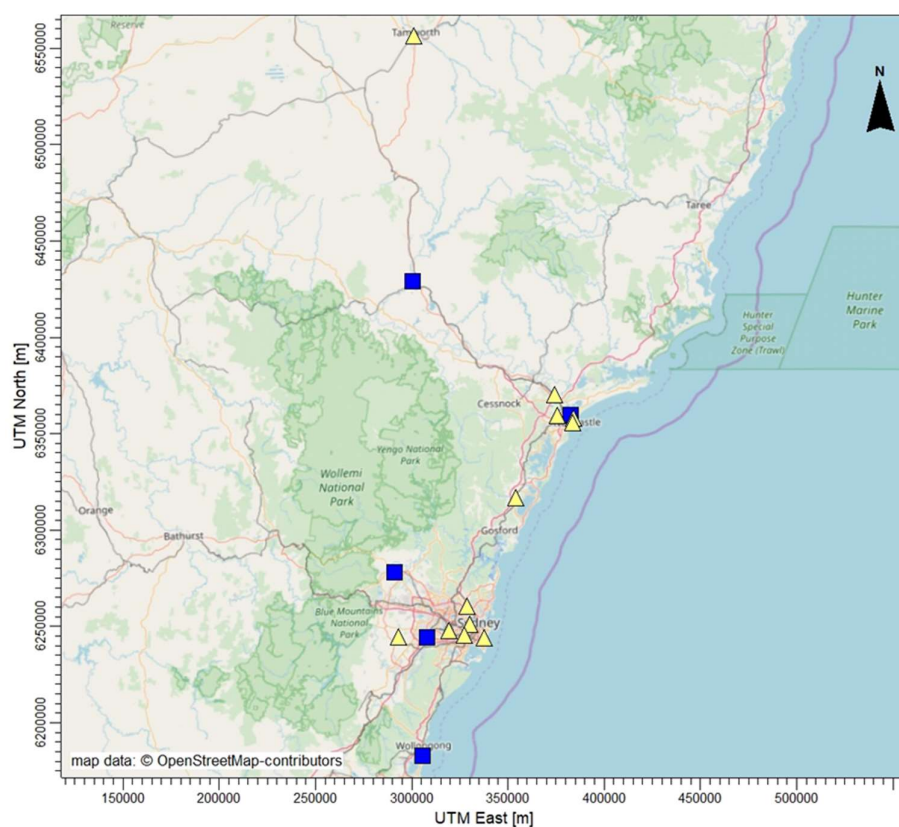 Reserve
Tamworth
Park
N
6550000
6500000
Taree
6450000
Hunter
Marine
Park
Hunter
Special
Purpose
Zone (Trawl)
6400000
UTM North [m]
Cessnock
6350000
Yengo National
Park
Wollemi
National
Park
Orange
6300000
Gosford
Bathurst
Blue Mountains
National
Park
6250000
Sydney
6200000
Wollongong
map data: © OpenStreetMap-contributors
150000 200000 250000 300000 350000 400000 450000 500000
UTM East [m]